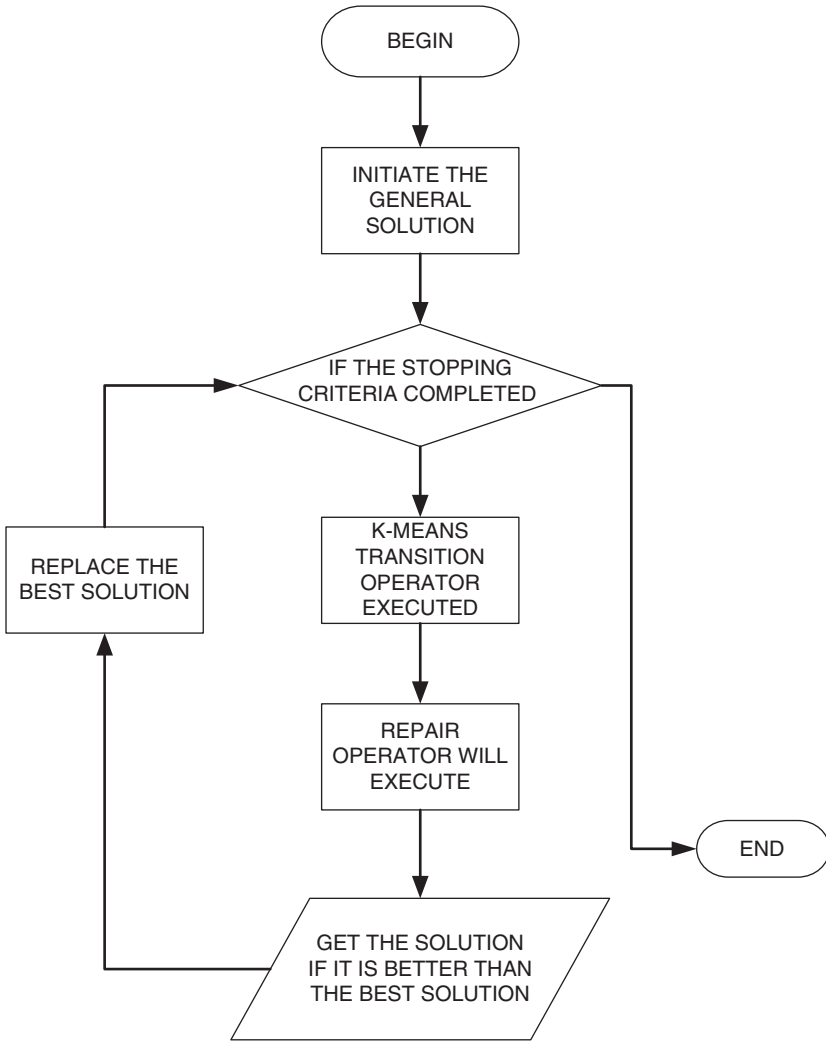 BEGIN
INITIATE THE
GENERAL
SOLUTION
IF THE STOPPING
CRITERIA COMPLETED
K-MEANS
TRANSITION
OPERATOR
EXECUTED
REPLACE THE
BEST SOLUTION
REPAIR
OPERATOR WILL
EXECUTE
END
GET THE SOLUTION
IF IT IS BETTER THAN
THE BEST SOLUTION